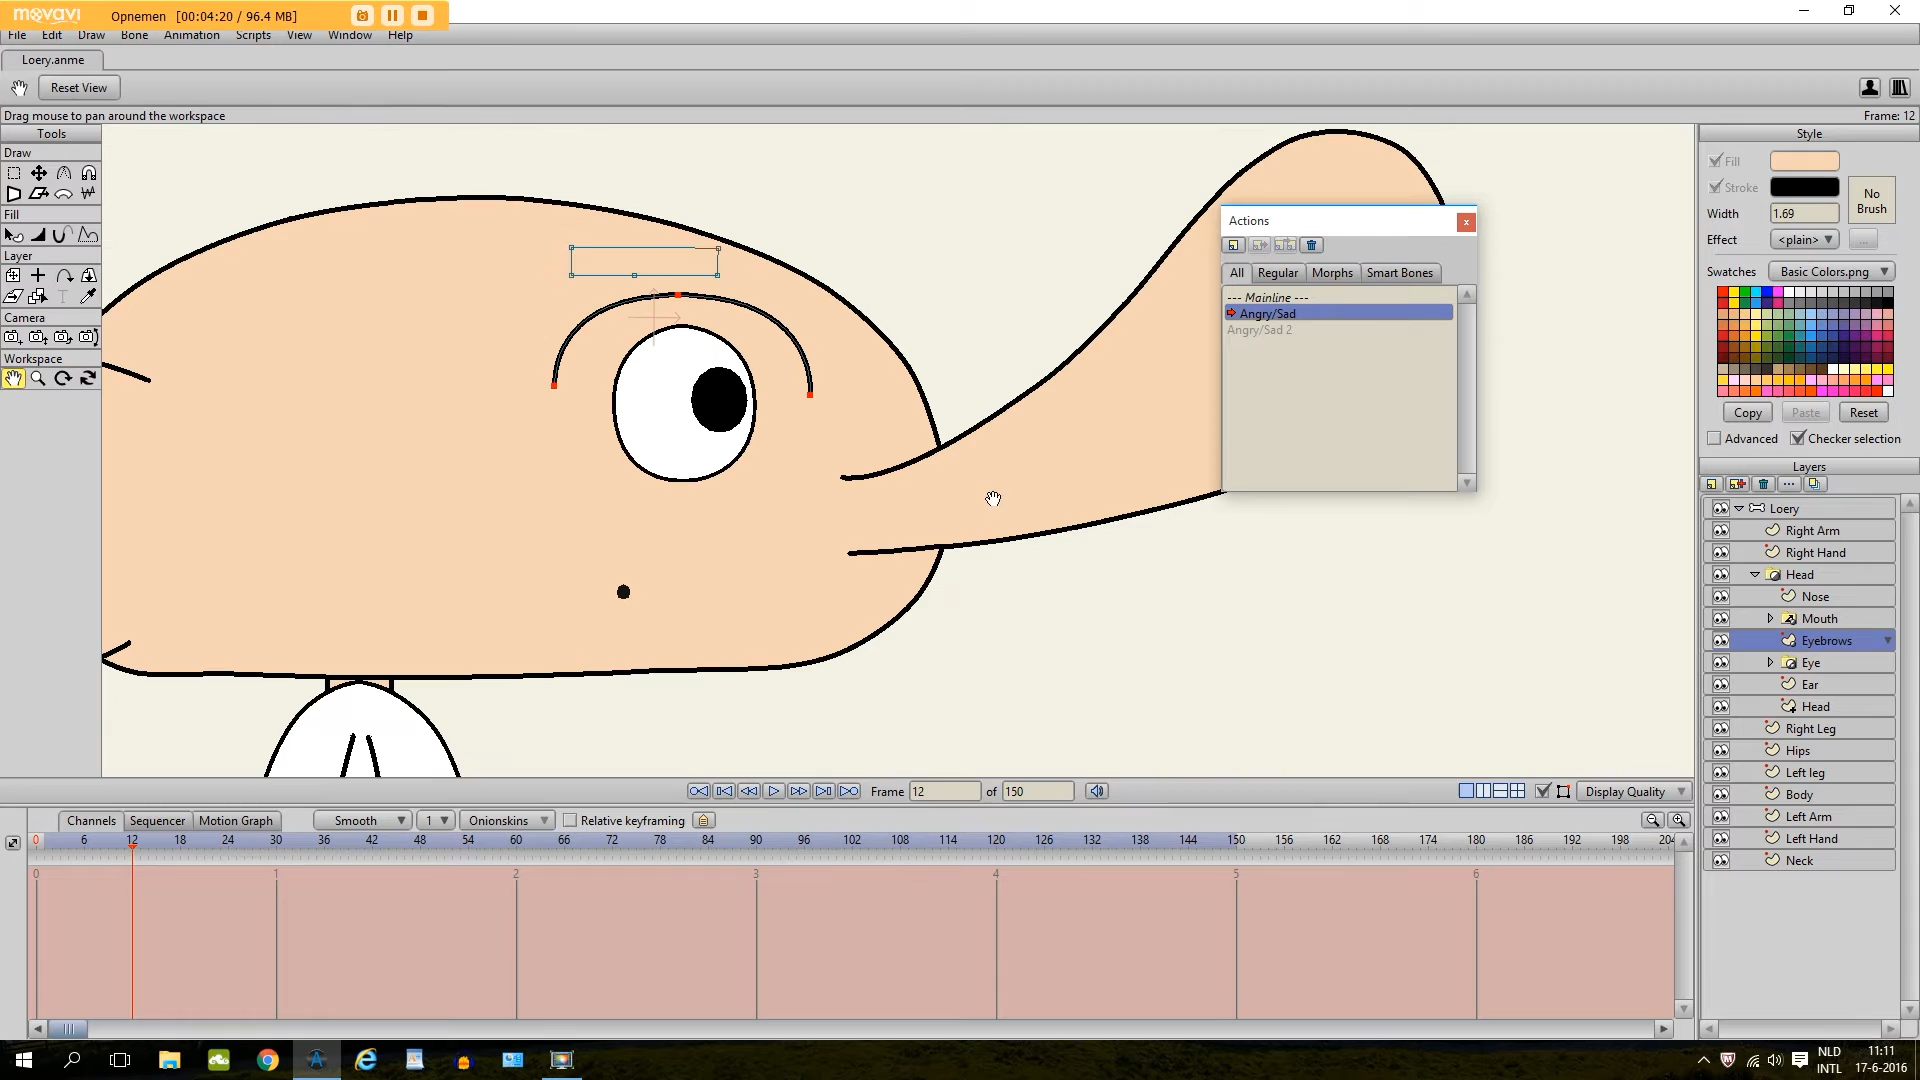 movavi Opnemen [00:04:20 / 96.4 MB]
File Edit Draw Bone Animation Scripts View Window Help
Loery.anme
Reset View
Drag mouse to pan around the workspace Frame: 12
Tools
Draw
Fill
Layer
Camera
Workspace
Actions
All Regular Morphs Smart Bones
--- Mainline ---
Angry/Sad
Angry/Sad 2
Style
Fill
Stroke
No Brush
Width 1.69
Effect <plain> ...
Swatches Basic Colors.png
Copy Paste Reset
Advanced Checker selection
Layers
Loery
Right Arm
Right Hand
Head
Nose
Mouth
Eyebrows
Eye
Ear
Head
Right Leg
Hips
Left leg
Body
Left Arm
Left Hand
Neck
Frame 12 of 150 Display Quality
Channels Sequencer Motion Graph Smooth 1 Onionskins Relative keyframing
0 6 12 18 24 30 36 42 48 54 60 66 72 78 84 90 96 102 108 114 120 126 132 138 144 150 156 162 168 174 180 186 192 198 204
0 1 2 3 4 5 6
NLD 11:11
INTL 17-6-2016